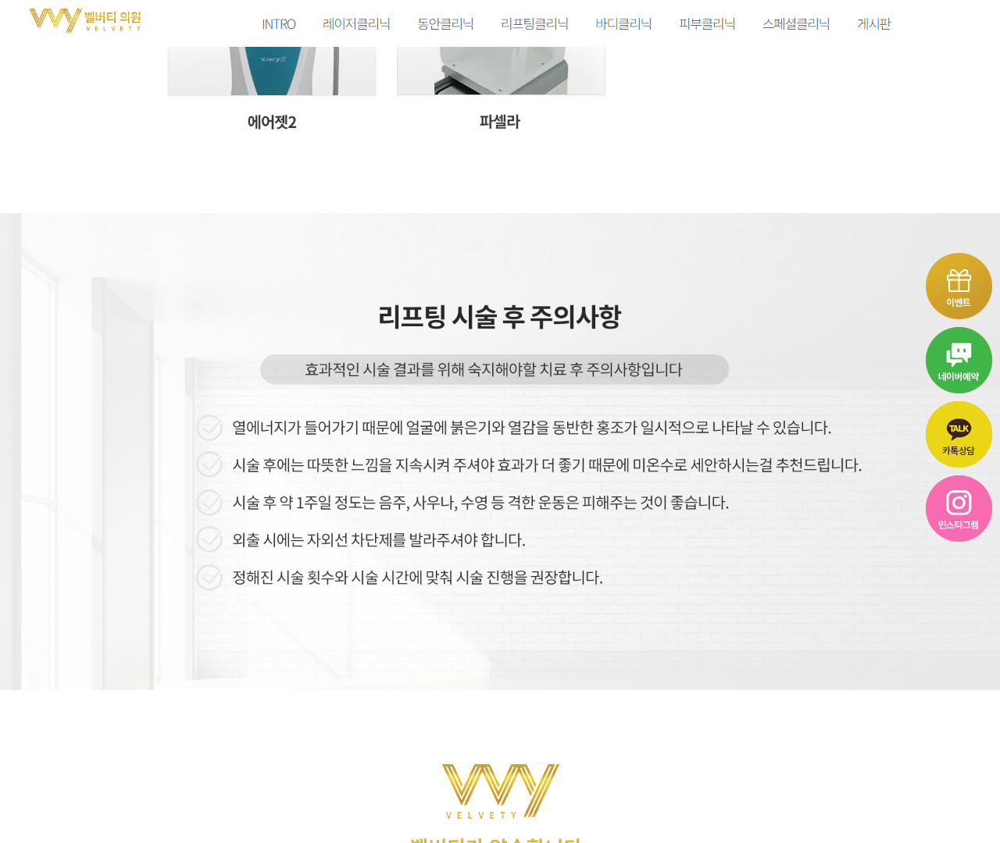 벨버티 의원
VELVETY
INTRO 레이저클리닉 동안클리닉 리프팅클리닉 바디클리닉 피부클리닉 스페셜클리닉 게시판
에어젯2
파셀라
리프팅 시술 후 주의사항
효과적인 시술 결과를 위해 숙지해야할 치료 후 주의사항입니다
열에너지가 들어가기 때문에 얼굴에 붉은기와 열감을 동반한 홍조가 일시적으로 나타날 수 있습니다.
시술 후에는 따뜻한 느낌을 지속시켜 주셔야 효과가 더 좋기 때문에 미온수로 세안하시는걸 추천드립니다.
시술 후 약 1주일 정도는 음주, 사우나, 수영 등 격한 운동은 피해주는 것이 좋습니다.
외출 시에는 자외선 차단제를 발라주셔야 합니다.
정해진 시술 횟수와 시술 시간에 맞춰 시술 진행을 권장합니다.
이벤트
네이버예약
TALK
카톡상담
인스타그램
VELVETY